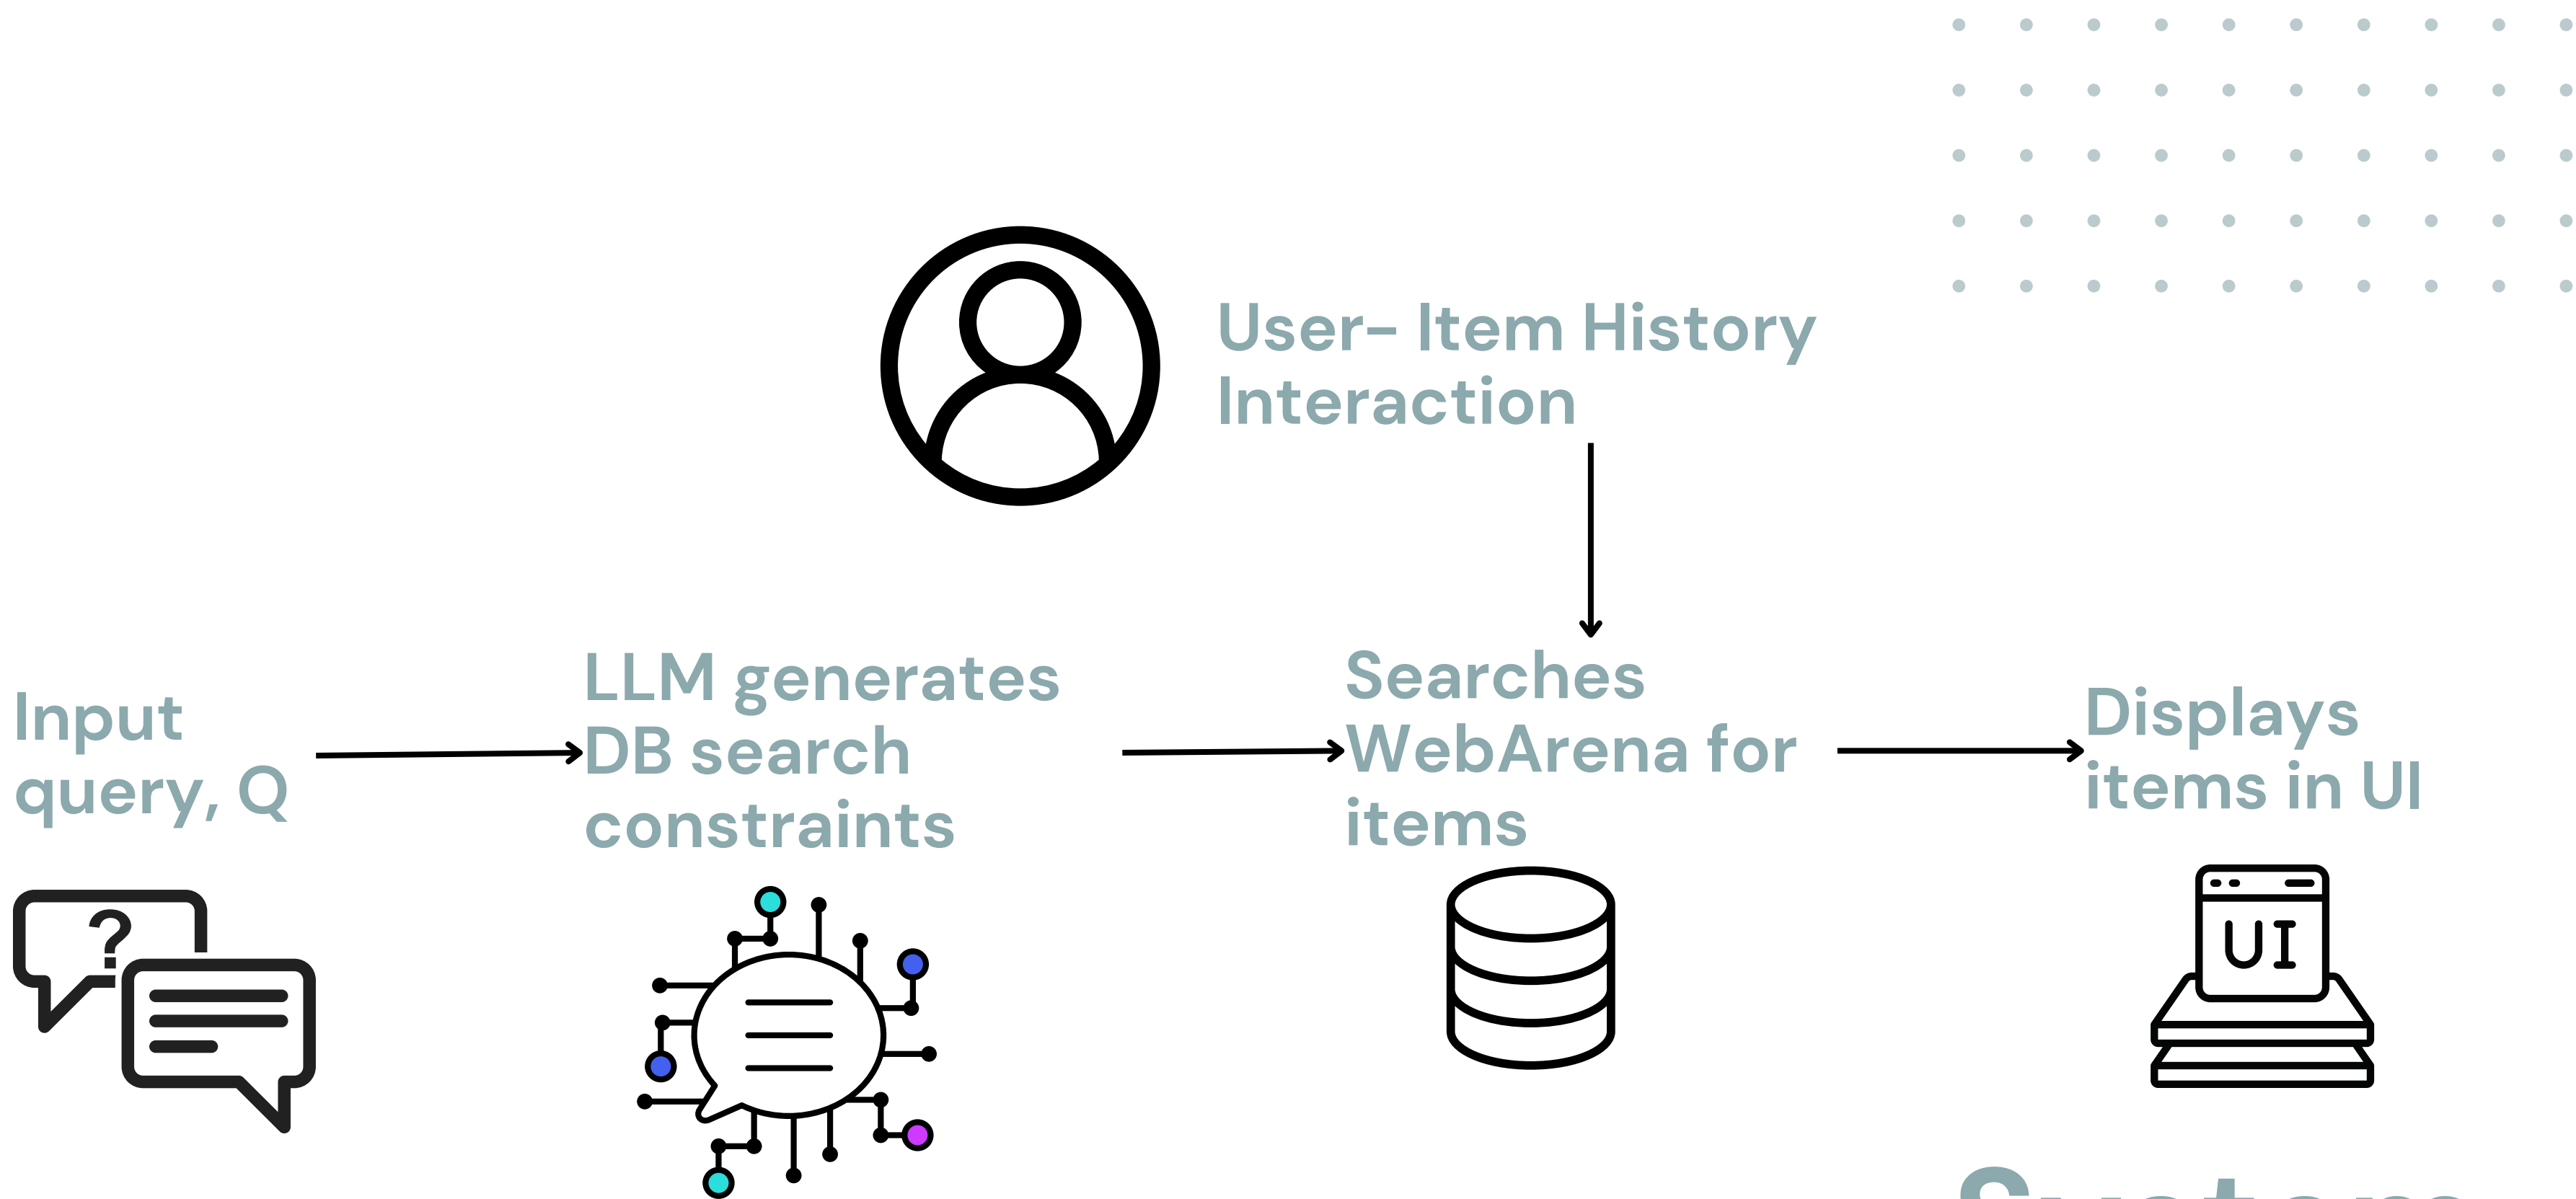 User- Item History
Interaction
Input
query, Q
LLM generates
DB search
constraints
Searches
WebArena for
items
Displays
items in UI
?
UI